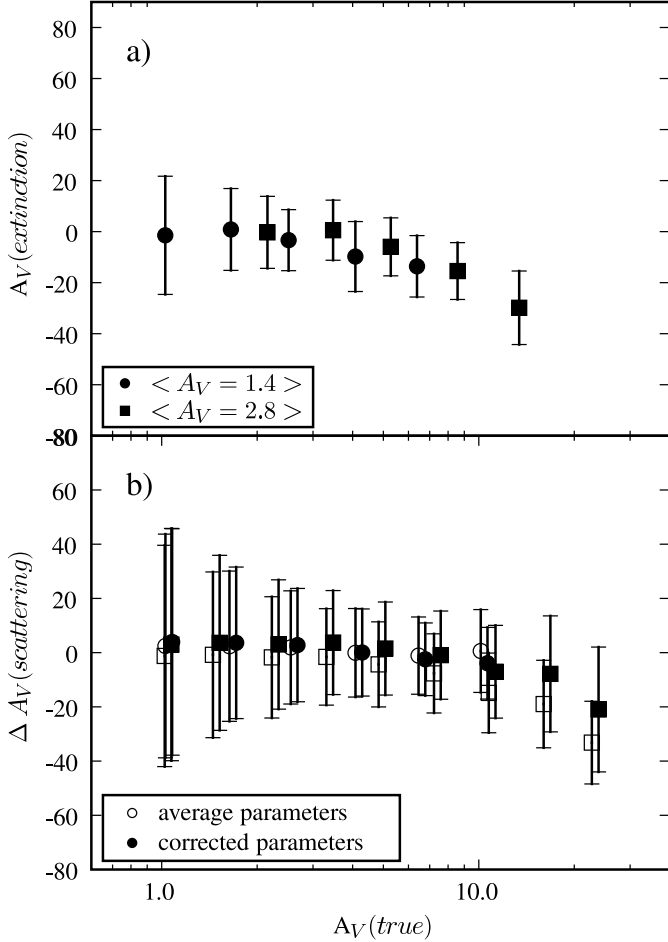 80
60
40
20
0
-20
-40
-60
-80
A_V(extinction)
a)
< A_V = 1.4 >
< A_V = 2.8 >
80
60
40
20
0
-20
-40
-60
-80
Δ A_V(scattering)
b)
average parameters
corrected parameters
1.0
10.0
A_V(true)